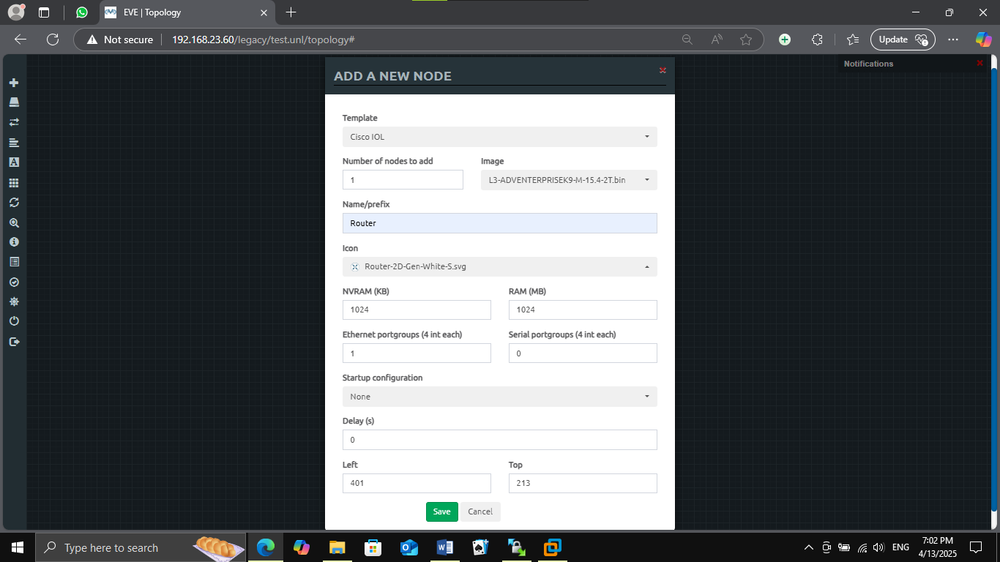 EVE | Topology
Not secure
192.168.23.60/legacy/test.unl/topology#
Update
ADD A NEW NODE
Notifications
Template
Cisco IOL
Number of nodes to add
Image
1
L3-ADVENTERPRISEK9-M-15.4-2T.bin
Name/prefix
Router
Icon
Router-2D-Gen-White-S.svg
NVRAM (KB)
RAM (MB)
1024
1024
Ethernet portgroups (4 int each)
Serial portgroups (4 int each)
1
0
Startup configuration
None
Delay (s)
0
Left
Top
401
213
Save
Cancel
Type here to search
ENG
7:02 PM
4/13/2025